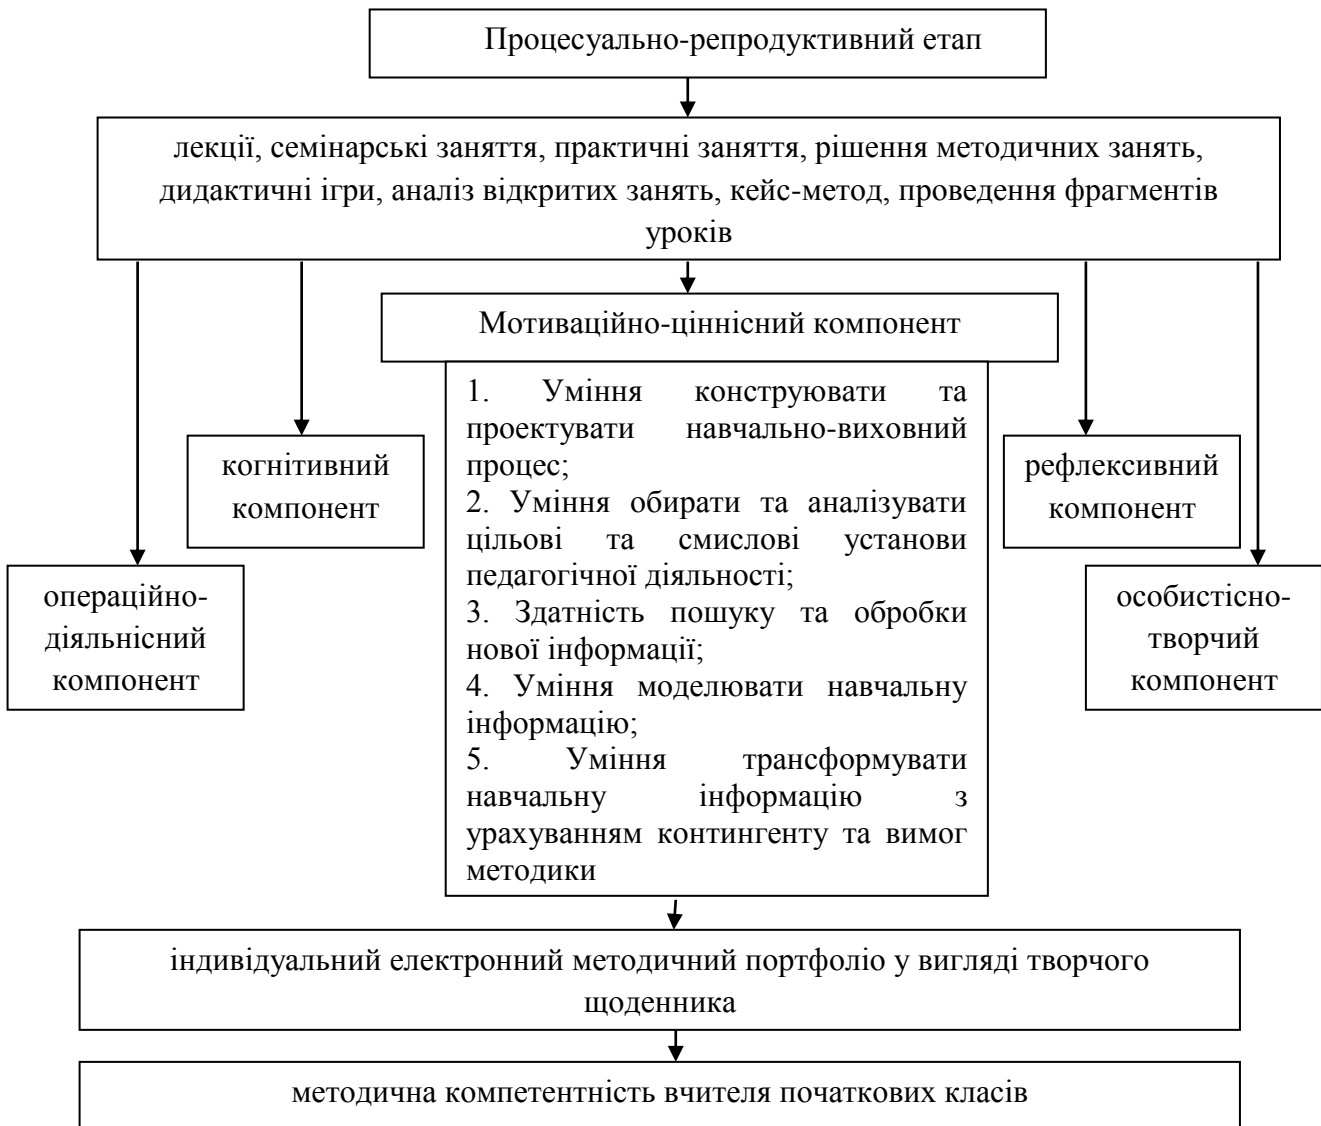 Процесуально-репродуктивний етап
лекції, семінарські заняття, практичні заняття, рішення методичних занять,
дидактичні ігри, аналіз відкритих занять, кейс-метод, проведення фрагментів
уроків
Мотиваційно-ціннісний компонент
1. Уміння конструювати та
проектувати навчально-виховний
процес;
2. Уміння обирати та аналізувати
цільові та смислові установи
педагогічної діяльності;
3. Здатність пошуку та обробки
нової інформації;
4. Уміння моделювати навчальну
інформацію;
5. Уміння трансформувати
навчальну інформацію з
урахуванням контингенту та вимог
методики
когнітивний
компонент
рефлексивний
компонент
операційно-
діяльнісний
компонент
особистісно-
творчий
компонент
індивідуальний електронний методичний портфоліо у вигляді творчого
щоденника
методична компетентність вчителя початкових класів